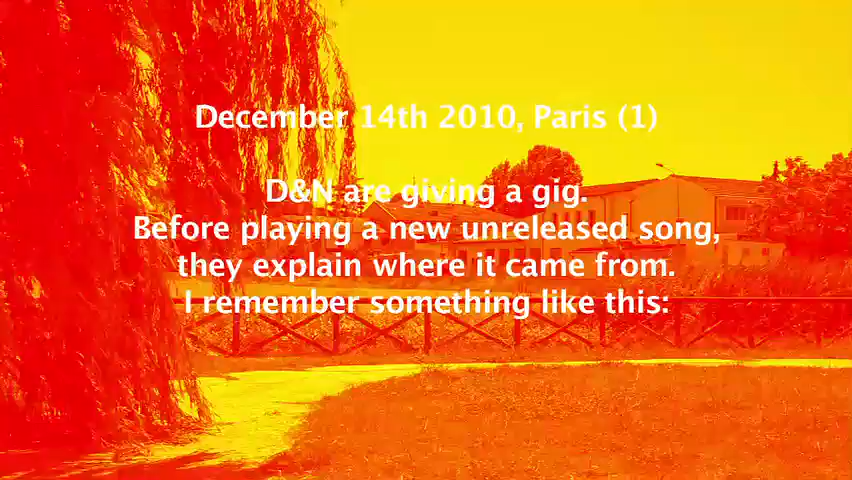 December 14th 2010, Paris (1)
D&N are giving a gig.
Before playing a new unreleased song,
they explain where it came from.
I remember something like this: